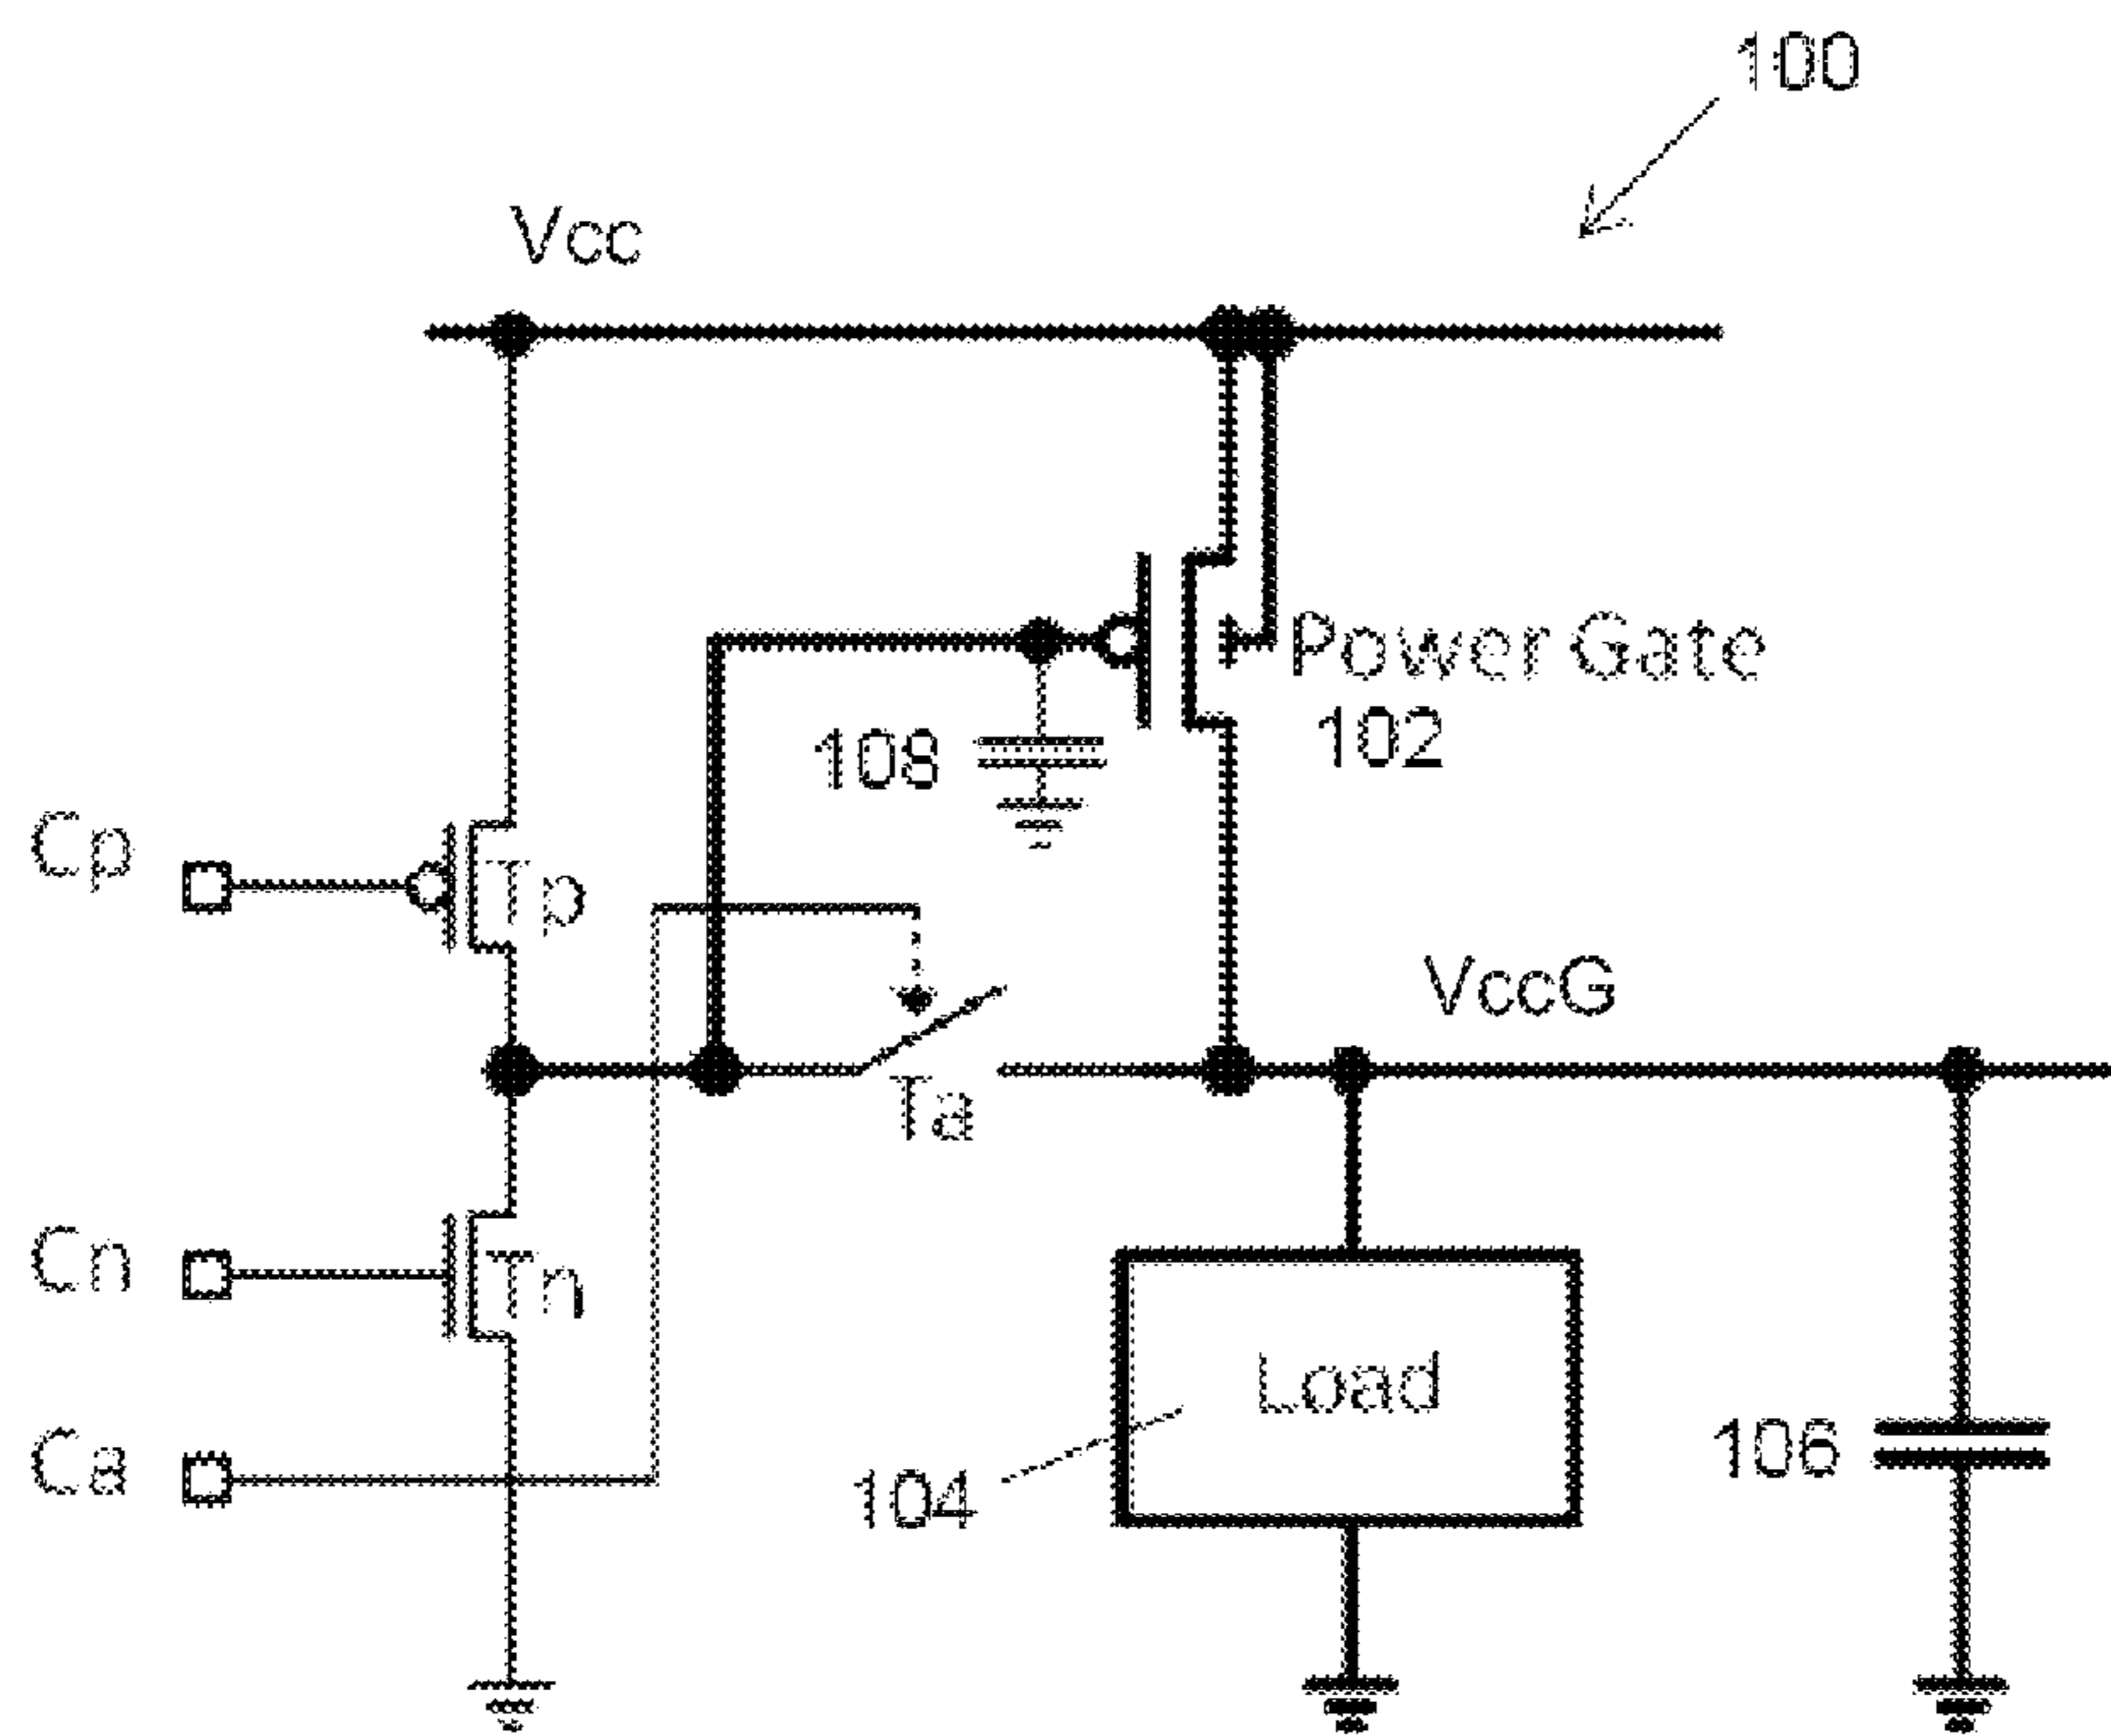 100
Vcc
Power Gate
102
108
Cp
Tp
VccG
Ta
Cn
Tn
Load
Ca
106
104